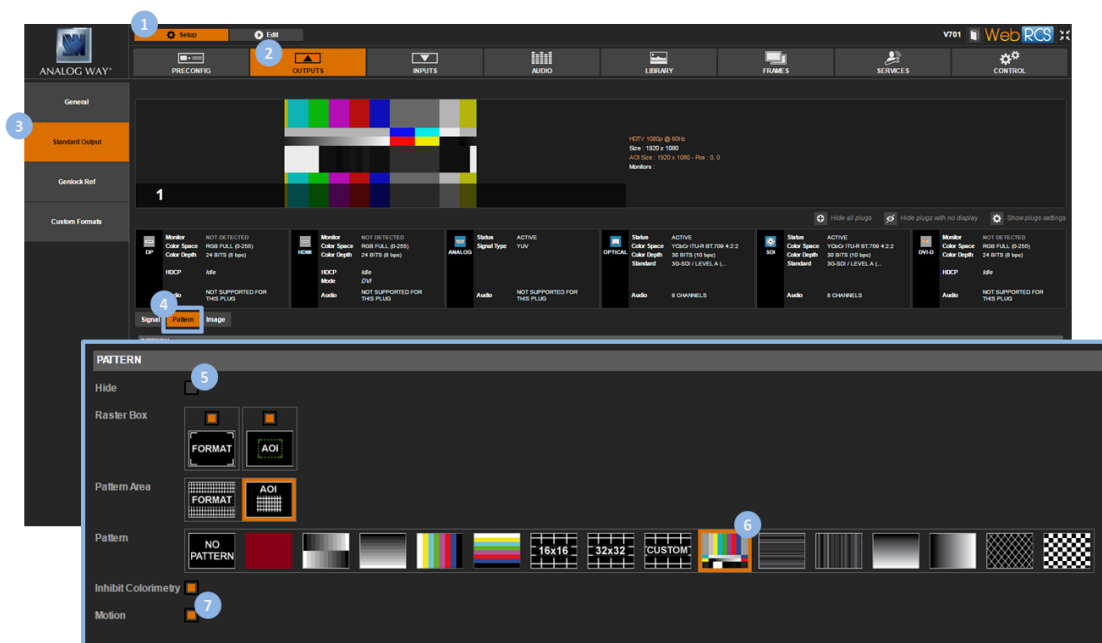 1
Setup
Edit
V701
Web RCS
ANALOG WAY®
2
PRECONFIG
OUTPUTS
INPUTS
AUDIO
LIBRARY
FRAMES
SERVICES
CONTROL
General
3
Standard Output
Genlock Ref
Custom Formats
HDTV: 1080p @ 60Hz
Size : 1920 x 1080
AOI Size : 1920 x 1080 - Pos : 0, 0
Monitors :
1
Hide all plugs
Hide plugs with no display
Show plugs settings
DP
Monitor NOT DETECTED
Color Space RGB FULL (0-255)
Color Depth 24 BITS (8 bpc)
HDCP Idle
NOT SUPPORTED FOR
THIS PLUG
HDMI
Monitor NOT DETECTED
Color Space RGB FULL (0-255)
Color Depth 24 BITS (8 bpc)
HDCP Idle
Mode DVI
Audio NOT SUPPORTED FOR
THIS PLUG
ANALOG
Status ACTIVE
Signal Type YUV
Audio NOT SUPPORTED FOR
THIS PLUG
OPTICAL
Status ACTIVE
Color Space YCbCr ITU-R BT.709 4:2:2
Color Depth 30 BITS (10 bpc)
Standard 3G-SDI / LEVEL A (...
Audio 8 CHANNELS
SDI
Status ACTIVE
Color Space YCbCr ITU-R BT.709 4:2:2
Color Depth 30 BITS (10 bpc)
Standard 3G-SDI / LEVEL A (...
Audio 8 CHANNELS
DVI-D
Monitor NOT DETECTED
Color Space RGB FULL (0-255)
Color Depth 24 BITS (8 bpc)
HDCP Idle
Audio NOT SUPPORTED FOR
THIS PLUG
4
Signal Pattern Image
PATTERN
5
Hide
Raster Box
FORMAT
AOI
Pattern Area
FORMAT
AOI
6
Pattern
NO
PATTERN
16x16
32x32
CUSTOM
Inhibit Colorimetry
7
Motion